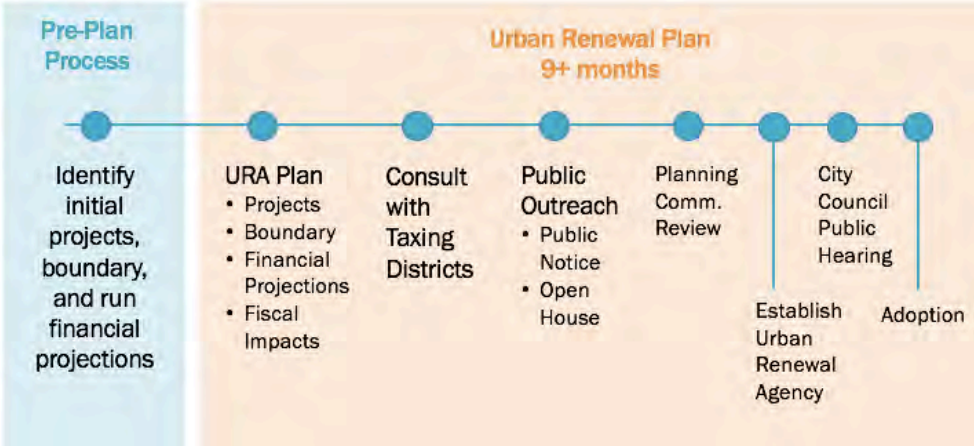 Pre-Plan
Process
Urban Renewal Plan
9+ months
Identify
initial
projects,
boundary,
and run
financial
projections
URA Plan
• Projects
• Boundary
• Financial
Projections
• Fiscal
Impacts
Consult
with
Taxing
Districts
Public
Outreach
• Public
Notice
• Open
House
Planning
Comm.
Review
Establish
Urban
Renewal
Agency
City
Council
Public
Hearing
Adoption